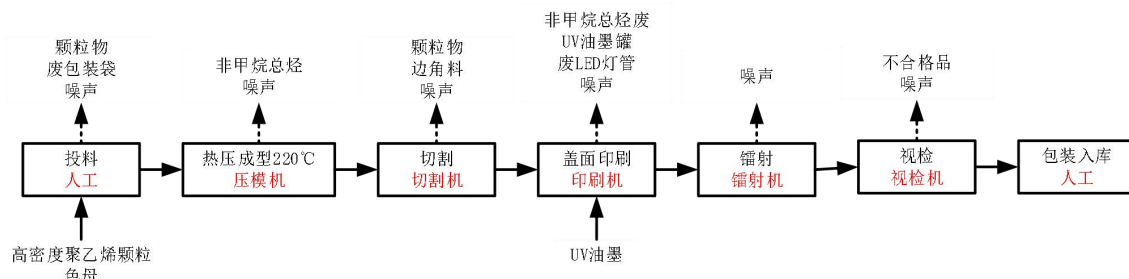 颗粒物
废包装袋
噪声
非甲烷总烃
颗粒物
边角料
噪声
非甲烷总烃废
UV油墨罐
废LED灯管
噪声
噪声
不合格品
噪声
投料
人工
热压成型220℃
压模机
切割
切割机
盖面印刷
印刷机
镭射
镭射机
视检
视检机
包装入库
人工
高密度聚乙烯颗粒
色母
UV油墨